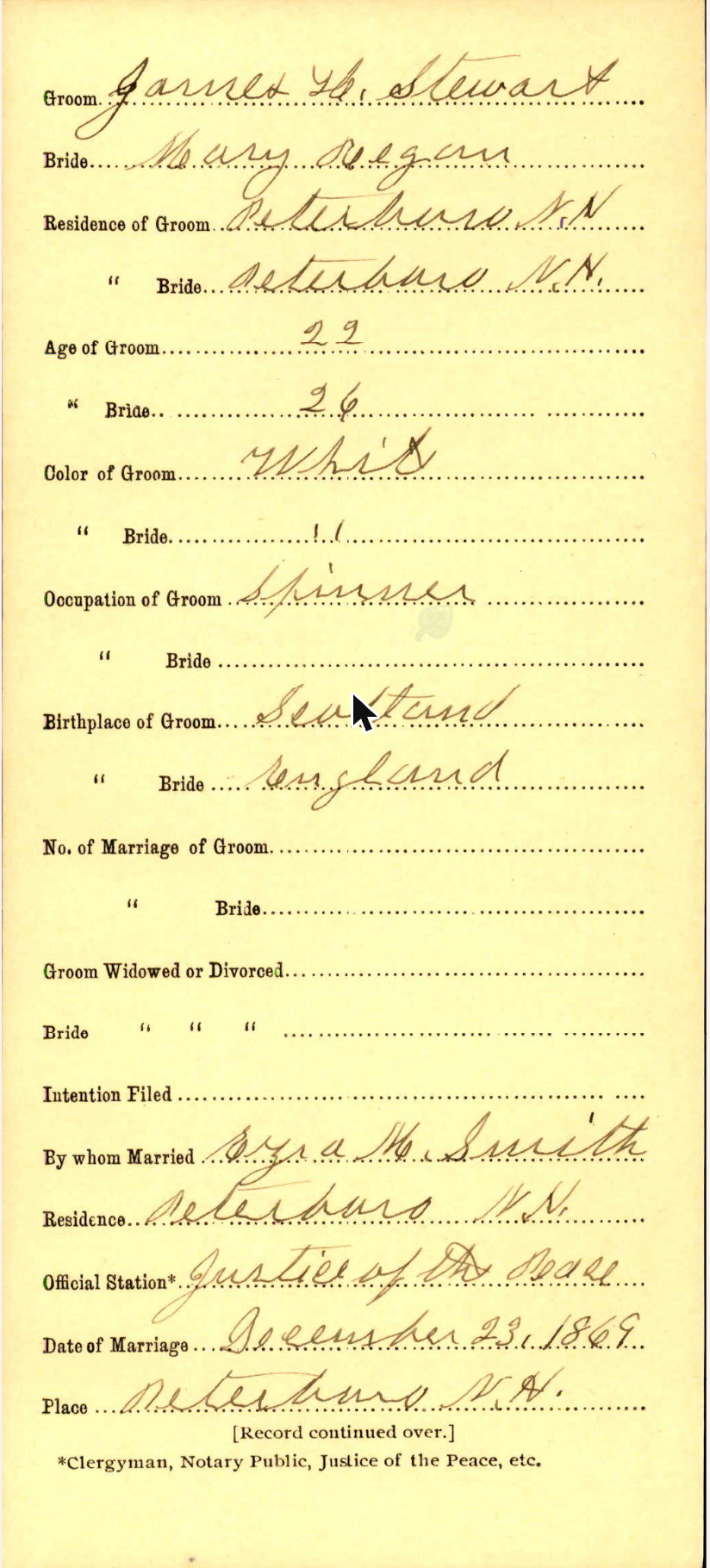 Groom James H. Stewart
Bride Mary Regan
Residence of Groom Peterboro N.H
" Bride Peterboro N.H.
Age of Groom 22
" Bride 26
Color of Groom White
" Bride "
Occupation of Groom Spinner
" Bride
Birthplace of Groom Scotland
" Bride England
No. of Marriage of Groom
" Bride
Groom Widowed or Divorced
Bride " " "
Intention Filed
By whom Married Ezra M. Smith
Residence Peterboro N.H.
Official Station* Justice of the Peace
Date of Marriage December 23, 1869
Place Peterboro N.H.
[Record continued over.]
*Clergyman, Notary Public, Justice of the Peace, etc.